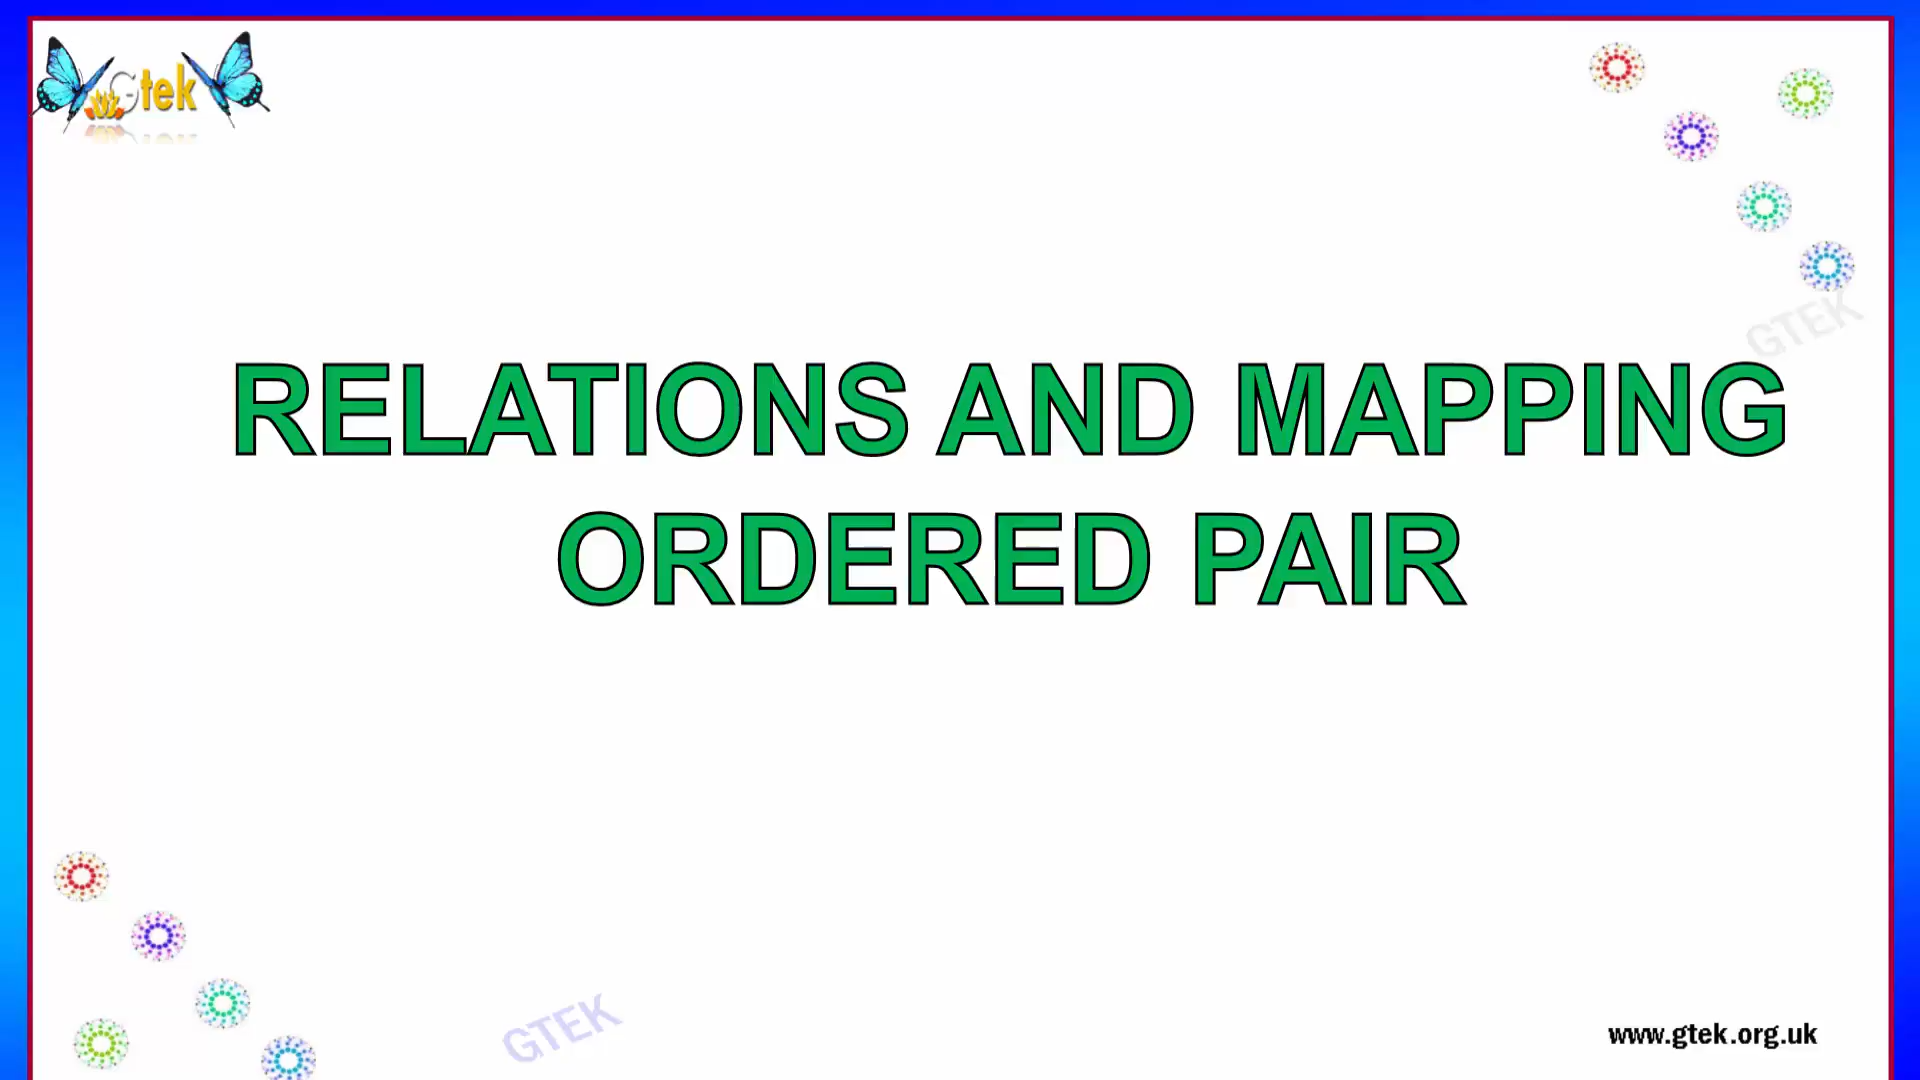 Gtek
GTEK
RELATIONS AND MAPPING
ORDERED PAIR
GTEK
www.gtek.org.uk